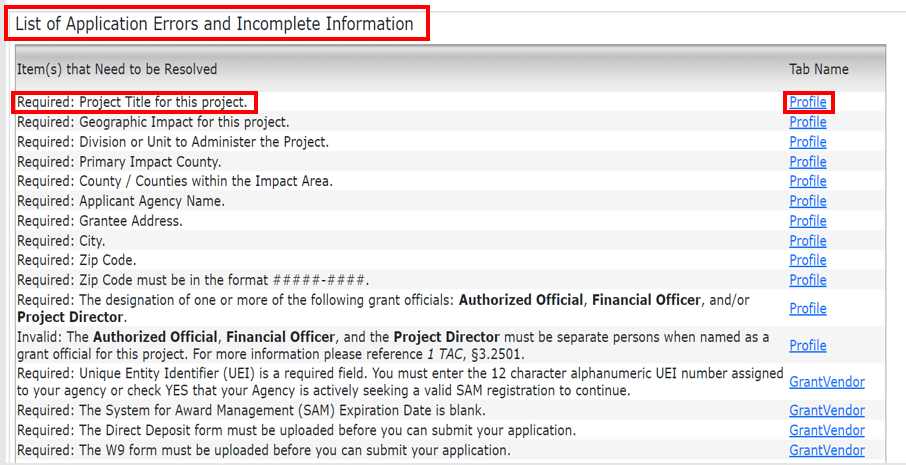 List of Application Errors and Incomplete Information
Item(s) that Need to be Resolved Tab Name
Required: Project Title for this project. Profile
Required: Geographic Impact for this project. Profile
Required: Division or Unit to Administer the Project. Profile
Required: Primary Impact County. Profile
Required: County / Counties within the Impact Area. Profile
Required: Applicant Agency Name. Profile
Required: Grantee Address. Profile
Required: City. Profile
Required: Zip Code. Profile
Required: Zip Code must be in the format #####-####. Profile
Required: The designation of one or more of the following grant officials: Authorized Official, Financial Officer, and/or
Project Director. Profile
Invalid: The Authorized Official, Financial Officer, and the Project Director must be separate persons when named as a
grant official for this project. For more information please reference 1 TAC, §3.2501. Profile
Required: Unique Entity Identifier (UEI) is a required field. You must enter the 12 character alphanumeric UEI number assigned
to your agency or check YES that your Agency is actively seeking a valid SAM registration to continue. GrantVendor
Required: The System for Award Management (SAM) Expiration Date is blank. GrantVendor
Required: The Direct Deposit form must be uploaded before you can submit your application. GrantVendor
Required: The W9 form must be uploaded before you can submit your application. GrantVendor